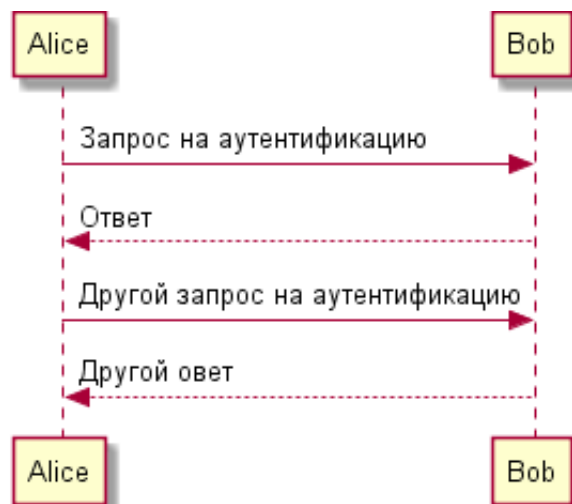 Alice
Bob
Запрос на аутентификацию
Ответ
Другой запрос на аутентификацию
Другой овет
Alice
Bob